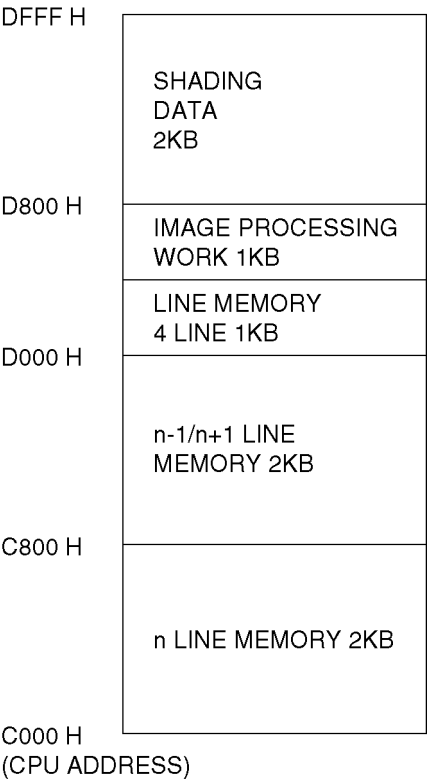 DFFF H
SHADING
DATA
2KB
D800 H
IMAGE PROCESSING
WORK 1KB
LINE MEMORY
4 LINE 1KB
D000 H
n-1/n+1 LINE
MEMORY 2KB
C800 H
n LINE MEMORY 2KB
C000 H
(CPU ADDRESS)